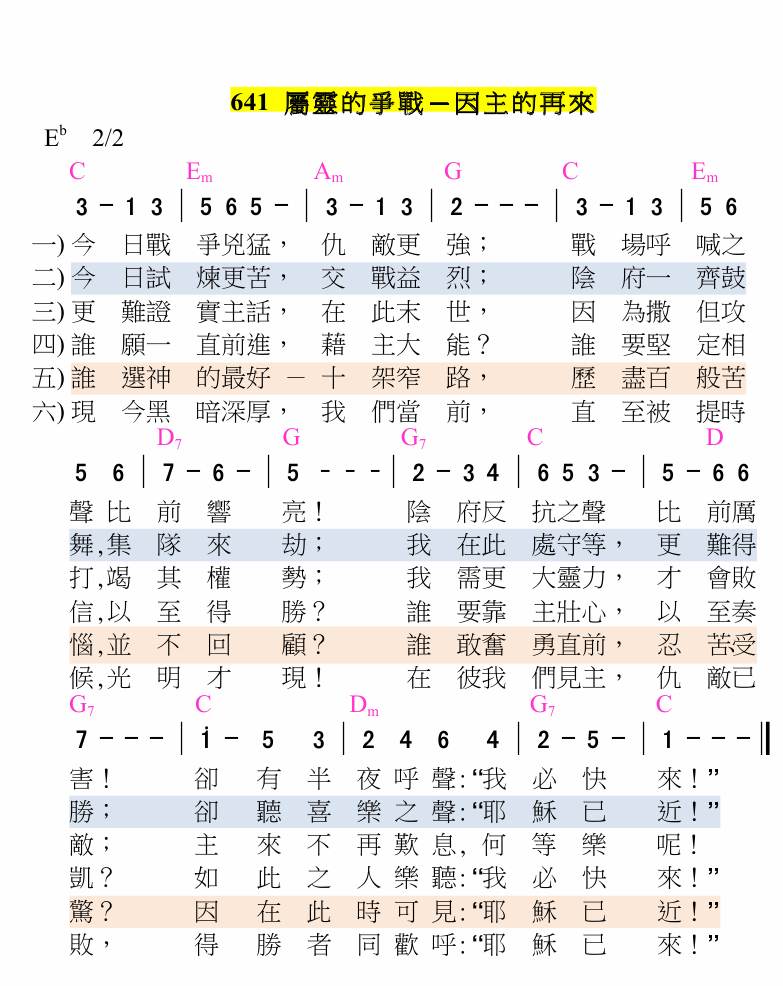 641 屬靈的爭戰－因主的再來
E♭ 2/2
C Em Am G C Em
3 - 1 3 | 5 6 5 - | 3 - 1 3 | 2 - - - | 3 - 1 3 | 5 6
一) 今 日戰 爭兇猛， 仇 敵更 強； 戰 場呼 喊之
二) 今 日試 煉更苦， 交 戰益 烈； 陰 府一 齊鼓
三) 更 難證 實主話， 在 此末 世， 因 為撒 但攻
四) 誰 願一 直前進， 藉 主大 能？ 誰 要堅 定相
五) 誰 選神 的最好 － 十 架窄 路， 歷 盡百 般苦
六) 現 今黑 暗深厚， 我 們當 前， 直 至被 提時
D7 G G7 C D
5 6 | 7 - 6 - | 5 - - - | 2 - 3 4 | 6 5 3 - | 5 - 6 6
聲 比 前 響 亮！ 陰 府反 抗之聲 比 前厲
舞,集 隊 來 劫； 我 在此 處守等， 更 難得
打,竭 其 權 勢； 我 需更 大靈力， 才 會敗
信,以 至 得 勝？ 誰 要靠 主壯心， 以 至奏
惱,並 不 回 顧？ 誰 敢奮 勇直前， 忍 苦受
候,光 明 才 現！ 在 彼我 們見主， 仇 敵已
G7 C Dm G7 C
7 - - - | i - 5 3 | 2 4 6 4 | 2 - 5 - | 1 - - - ‖
害！ 卻 有 半 夜 呼 聲:“我 必 快 來！”
勝； 卻 聽 喜 樂 之 聲:“耶 穌 已 近！”
敵； 主 來 不 再 歎 息, 何 等 樂 呢！
凱？ 如 此 之 人 樂 聽:“我 必 快 來！”
驚？ 因 在 此 時 可 見:“耶 穌 已 近！”
敗， 得 勝 者 同 歡 呼:“耶 穌 已 來！”